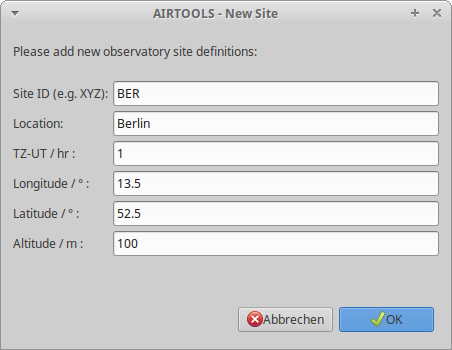 AIRTOOLS - New Site
Please add new observatory site definitions:
Site ID (e.g. XYZ): BER
Location: Berlin
TZ-UT / hr : 1
Longitude / ° : 13.5
Latitude / ° : 52.5
Altitude / m : 100
Abbrechen OK